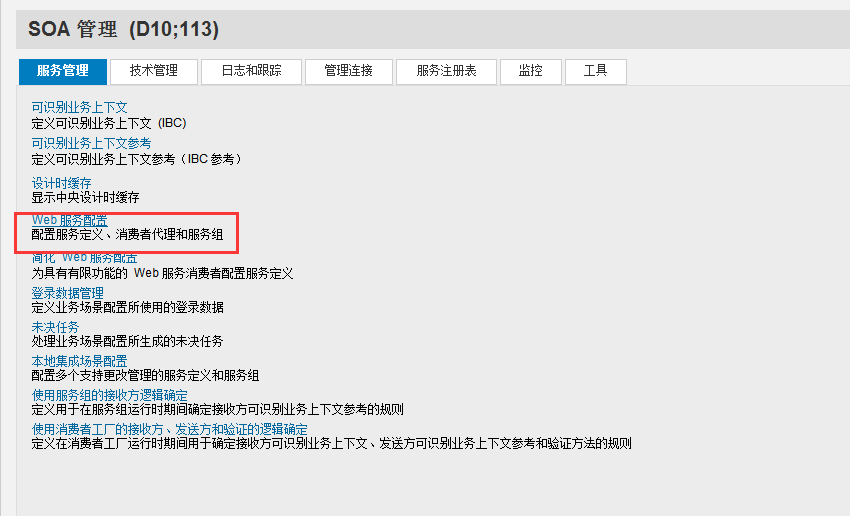 SOA 管理 (D10;113)
服务管理 技术管理 日志和跟踪 管理连接 服务注册表 监控 工具
可识别业务上下文
定义可识别业务上下文 (IBC)
可识别业务上下文参考
定义可识别业务上下文参考（IBC 参考）
设计时缓存
显示中央设计时缓存
Web 服务配置
配置服务定义、消费者代理和服务组
简化 Web 服务配置
为具有有限功能的 Web 服务消费者配置服务定义
登录数据管理
定义业务场景配置所使用的登录数据
未决任务
处理业务场景配置所生成的未决任务
本地集成场景配置
配置多个支持更改管理的服务定义和服务组
使用服务组的接收方逻辑确定
定义用于在服务组运行时期间确定接收方可识别业务上下文参考的规则
使用消费者工厂的接收方、发送方和验证的逻辑确定
定义在消费者工厂运行时期间用于确定接收方可识别业务上下文、发送方可识别业务上下文参考和验证方法的规则